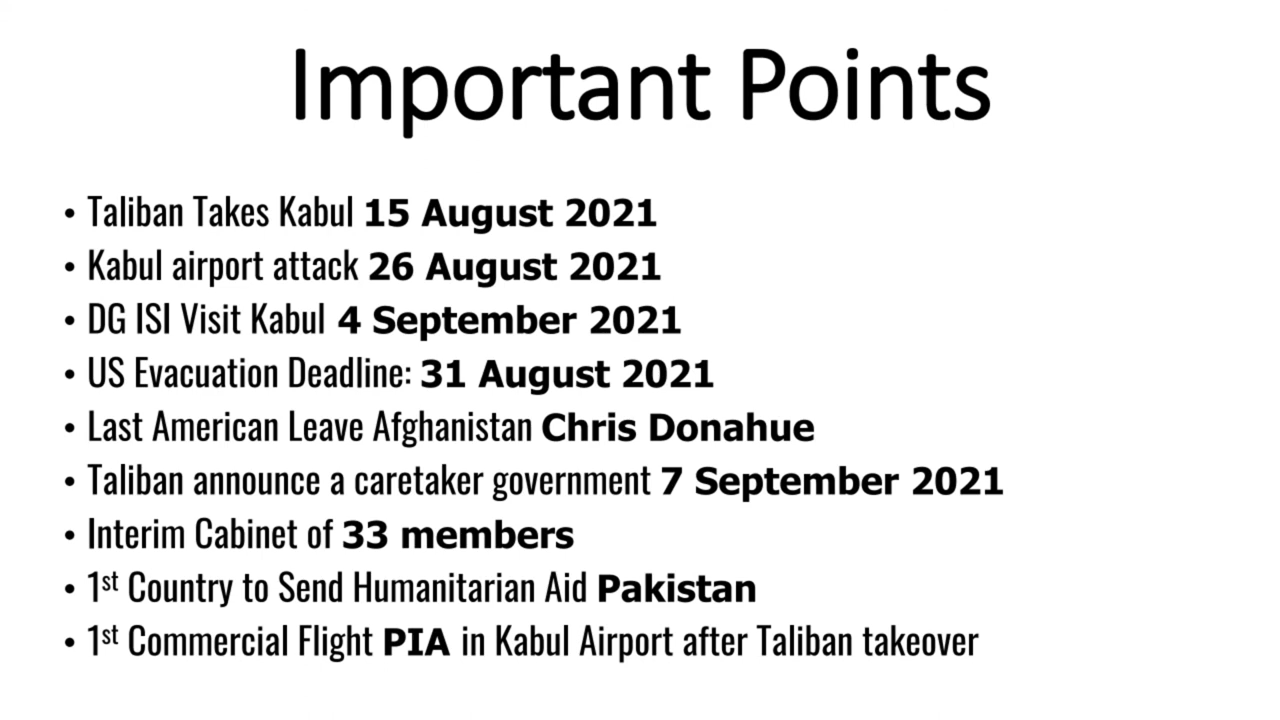 Important Points
• Taliban Takes Kabul 15 August 2021
• Kabul airport attack 26 August 2021
• DG ISI Visit Kabul 4 September 2021
• US Evacuation Deadline: 31 August 2021
• Last American Leave Afghanistan Chris Donahue
• Taliban announce a caretaker government 7 September 2021
• Interim Cabinet of 33 members
• 1st Country to Send Humanitarian Aid Pakistan
• 1st Commercial Flight PIA in Kabul Airport after Taliban takeover